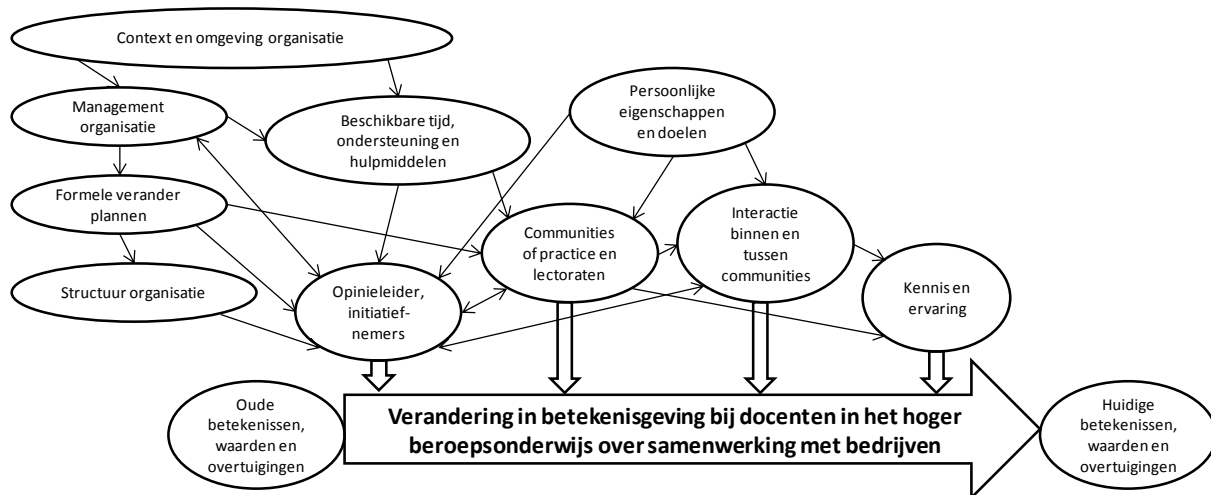 Context en omgeving organisatie
Management
organisatie
Beschikbare tijd,
ondersteuning en
hulpmiddelen
Persoonlijke
eigenschappen
en doelen
Formele verander
plannen
Communities
of practice en
lectoraten
Interactie
binnen en
tussen
communities
Structuur organisatie
Opinieleider,
initiatief-
nemers
Kennis en
ervaring
Oude
betekenissen,
waarden en
overtuigingen
Verandering in betekenisgeving bij docenten in het hoger
beroepsonderwijs over samenwerking met bedrijven
Huidige
betekenissen,
waarden en
overtuigingen